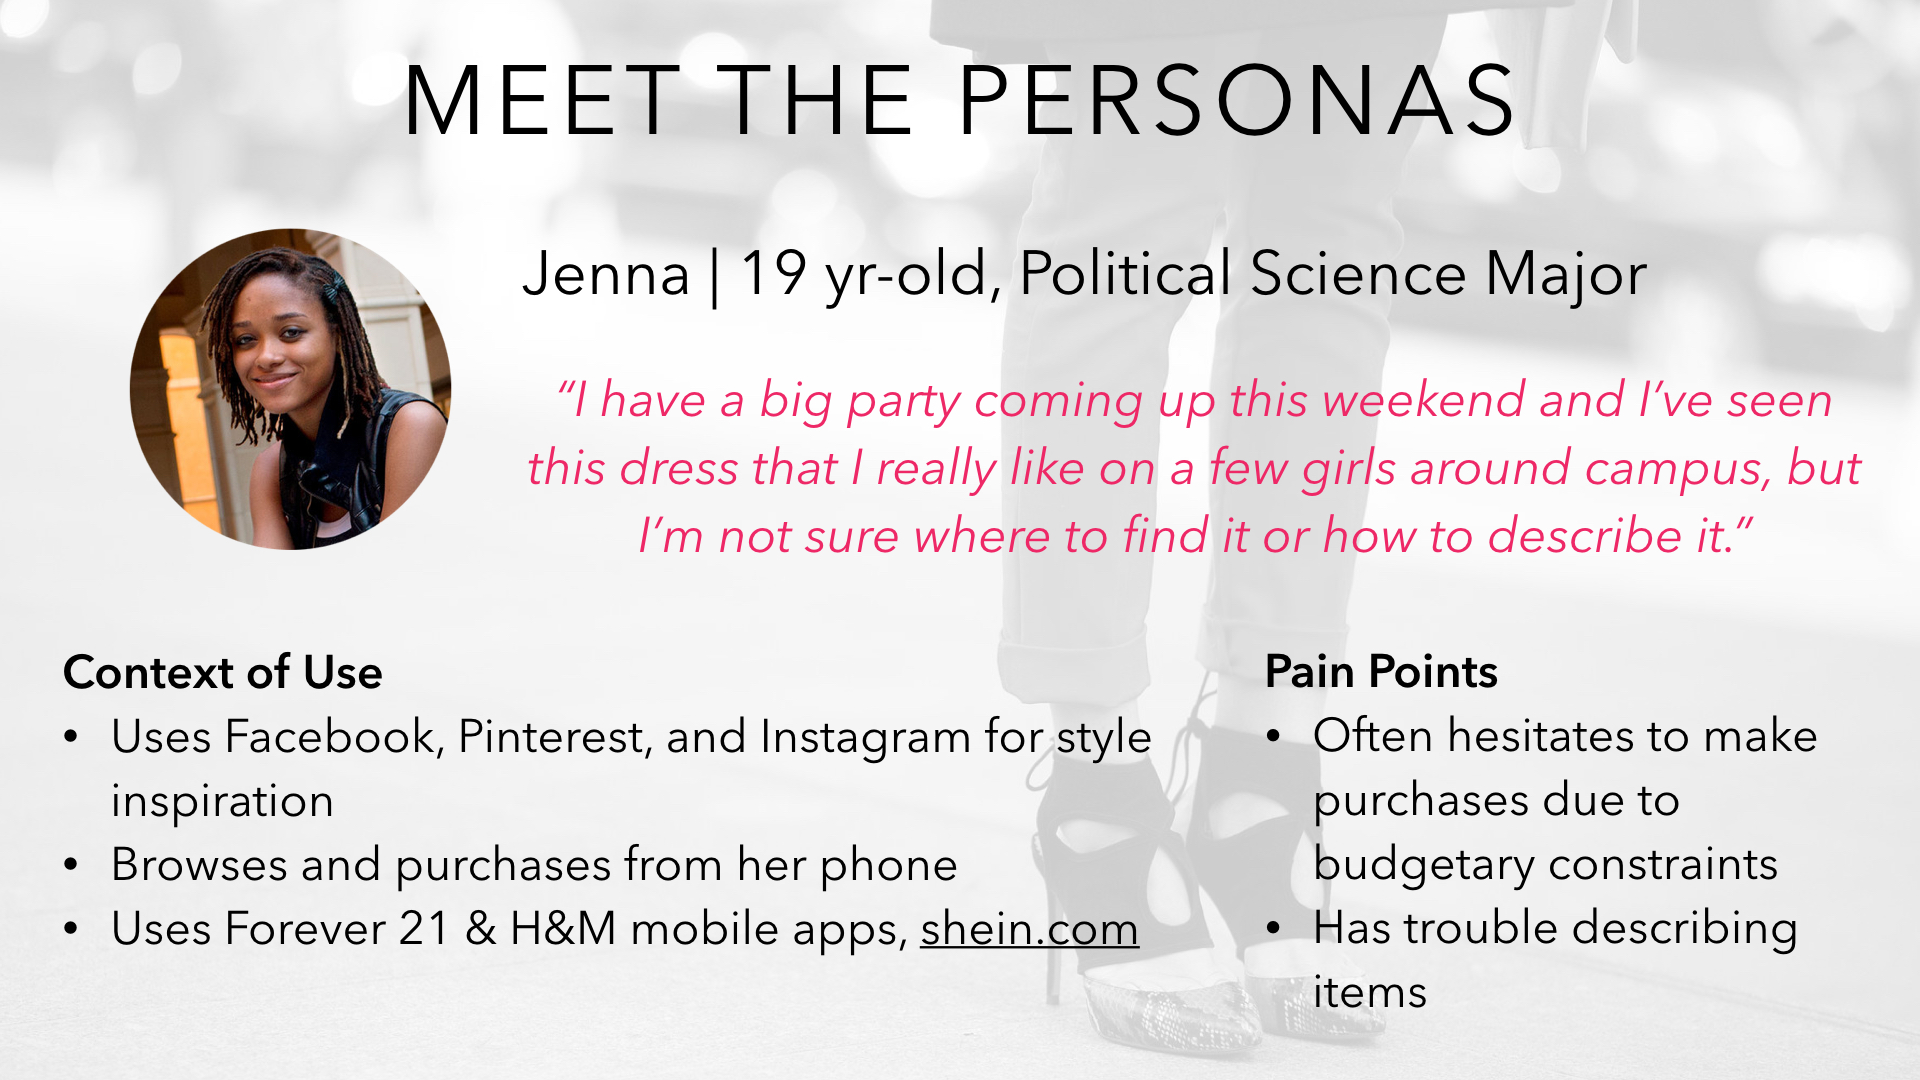 MEET THE PERSONAS
Jenna | 19 yr-old, Political Science Major
“I have a big party coming up this weekend and I’ve seen
this dress that I really like on a few girls around campus, but
I’m not sure where to find it or how to describe it.”
Context of Use
• Uses Facebook, Pinterest, and Instagram for style
inspiration
• Browses and purchases from her phone
• Uses Forever 21 & H&M mobile apps, shein.com
Pain Points
• Often hesitates to make
purchases due to
budgetary constraints
• Has trouble describing
items